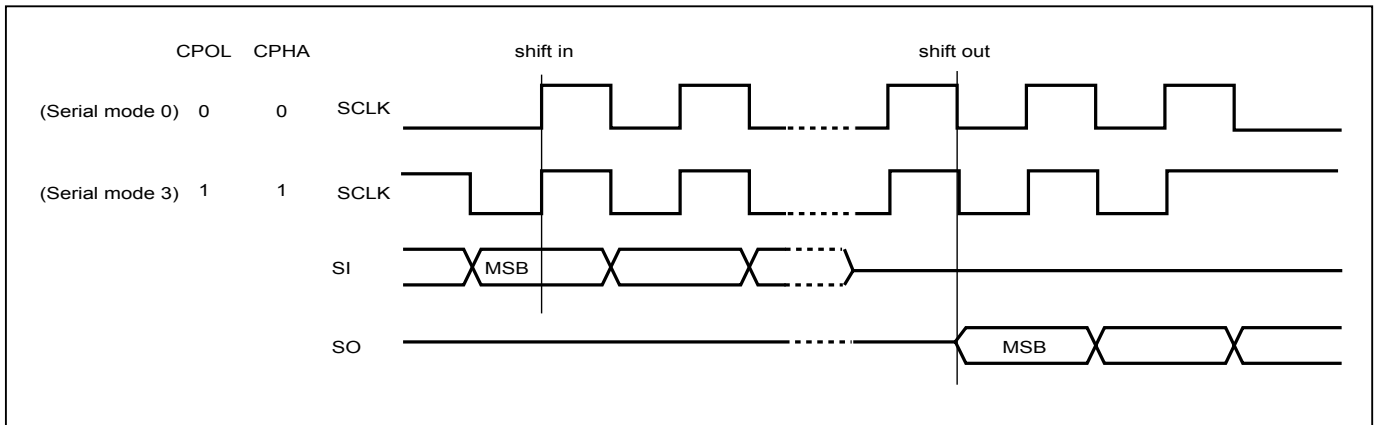 CPOL CPHA shift in shift out
(Serial mode 0) 0 0 SCLK
(Serial mode 3) 1 1 SCLK
SI MSB
SO MSB